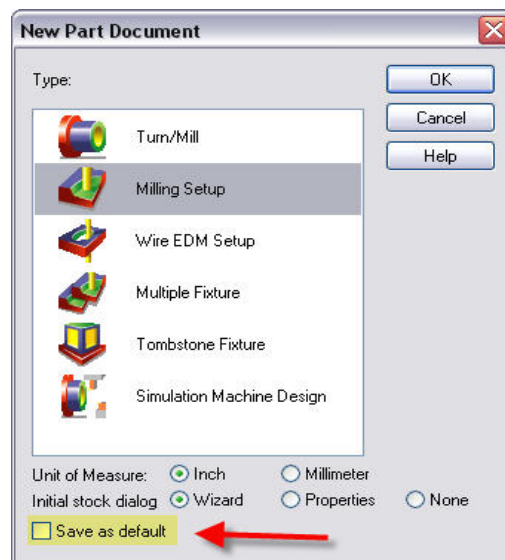 New Part Document
Type:
OK
Cancel
Help
Turn/Mill
Milling Setup
Wire EDM Setup
Multiple Fixture
Tombstone Fixture
Simulation Machine Design
Unit of Measure: Inch Millimeter
Initial stock dialog Wizard Properties None
Save as default